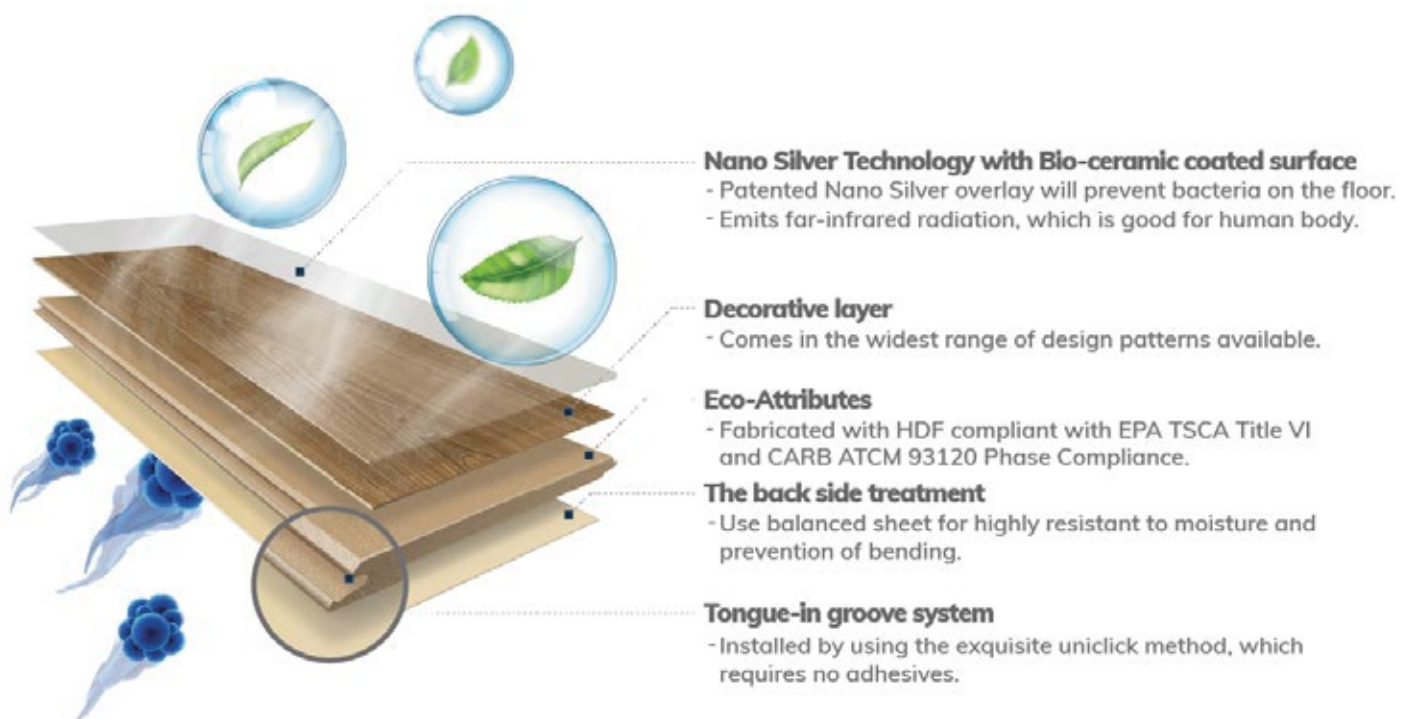 Nano Silver Technology with Bio-ceramic coated surface
- Patented Nano Silver overlay will prevent bacteria on the floor.
- Emits far-infrared radiation, which is good for human body.
Decorative layer
- Comes in the widest range of design patterns available.
Eco-Attributes
- Fabricated with HDF compliant with EPA TSCA Title VI
and CARB ATCM 93120 Phase Compliance.
The back side treatment
- Use balanced sheet for highly resistant to moisture and
prevention of bending.
Tongue-in groove system
- Installed by using the exquisite uniclick method, which
requires no adhesives.